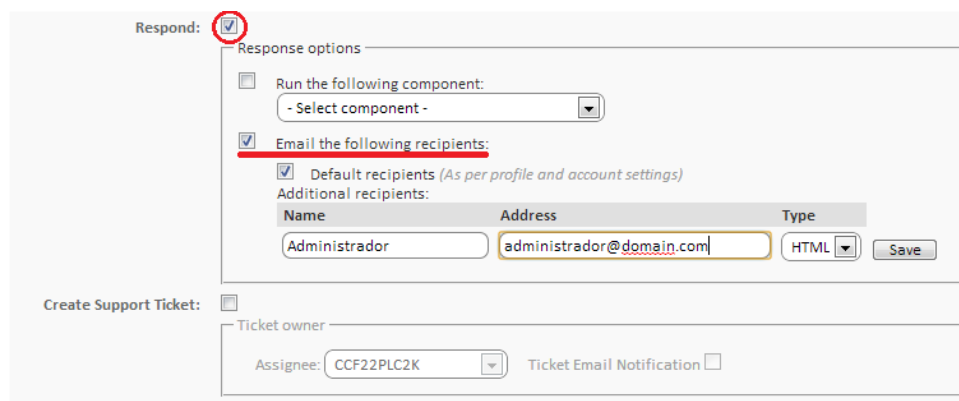 Respond:
Response options
Run the following component:
- Select component -
Email the following recipients:
Default recipients (As per profile and account settings)
Additional recipients:
Name Address Type
Administrador administrador@domain.com HTML Save
Create Support Ticket:
Ticket owner
Assignee: CCF22PLC2K Ticket Email Notification